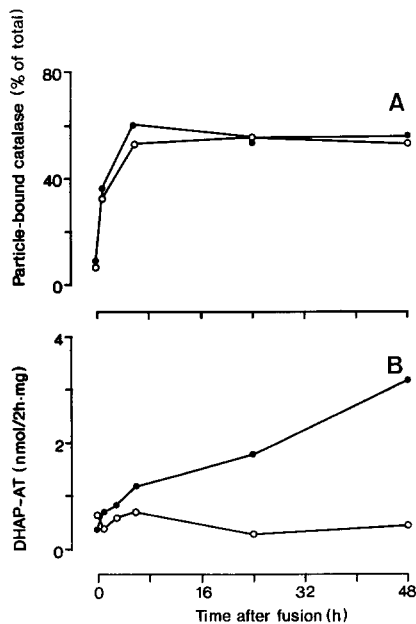 Particle-bound catalase (% of total)
80
40
0
A
DHAP-AT (nmol/2h·mg)
4
2
0
B
0 16 32 48
Time after fusion (h)